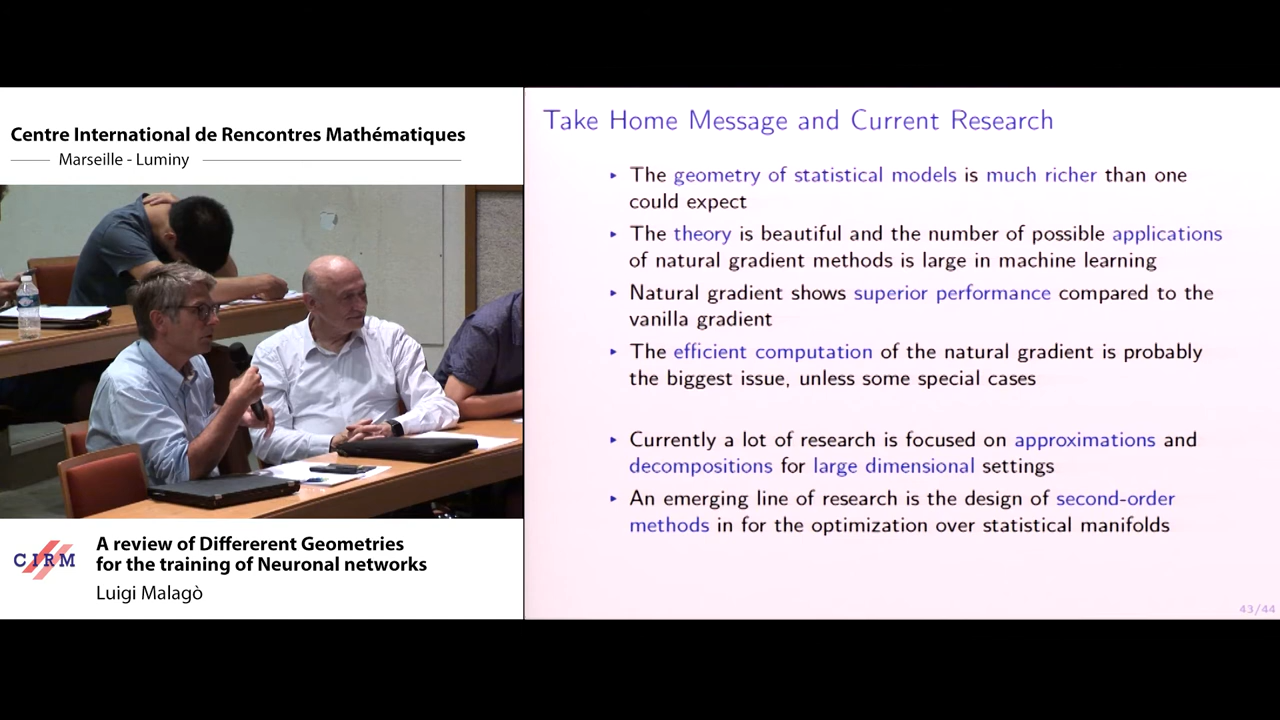 Centre International de Rencontres Mathématiques
Marseille - Luminy
CIRM
A review of Differerent Geometries
for the training of Neuronal networks
Luigi Malagò
Take Home Message and Current Research
▸ The geometry of statistical models is much richer than one
could expect
▸ The theory is beautiful and the number of possible applications
of natural gradient methods is large in machine learning
▸ Natural gradient shows superior performance compared to the
vanilla gradient
▸ The efficient computation of the natural gradient is probably
the biggest issue, unless some special cases
▸ Currently a lot of research is focused on approximations and
decompositions for large dimensional settings
▸ An emerging line of research is the design of second-order
methods in for the optimization over statistical manifolds
43/44